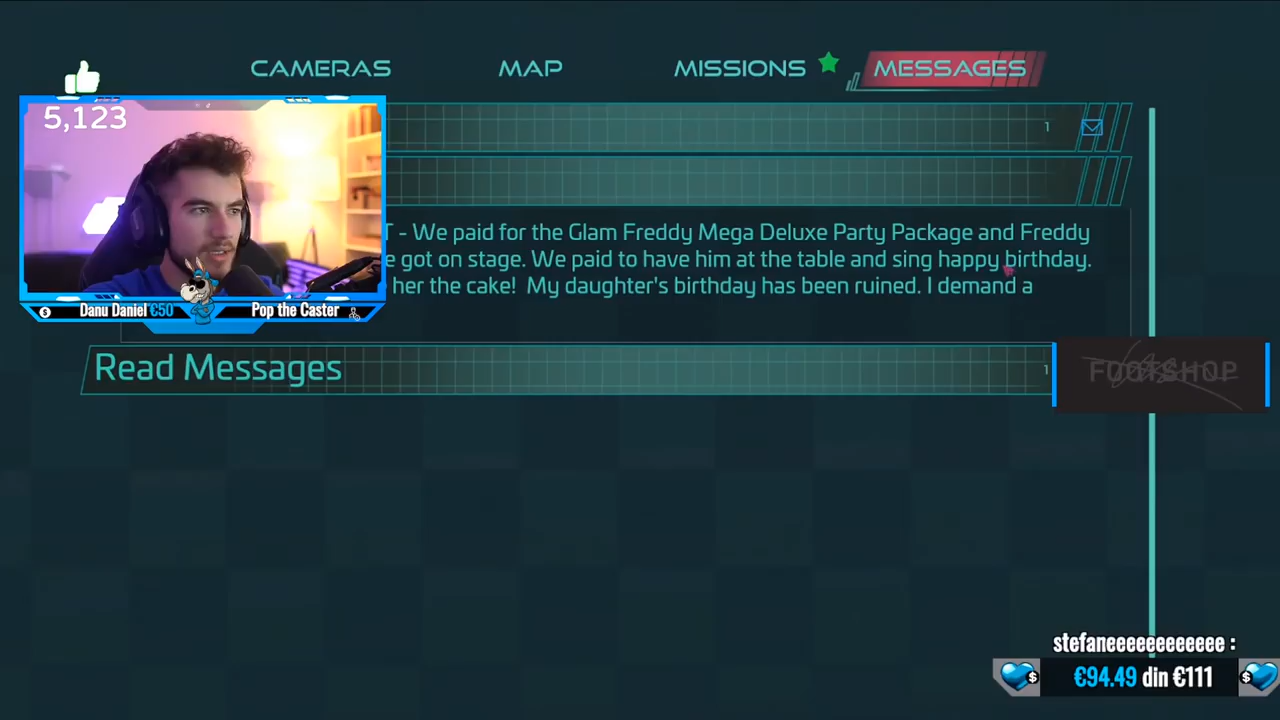 CAMERAS
MAP
MISSIONS
MESSAGES
5,123
1
T - We paid for the Glam Freddy Mega Deluxe Party Package and Freddy
e got on stage. We paid to have him at the table and sing happy birthday.
her the cake! My daughter's birthday has been ruined. I demand a
Danu Daniel €50
Pop the Caster
Read Messages
1
FOOTSHOP
stefaneeeeeeeeeeee :
€94.49 din €111